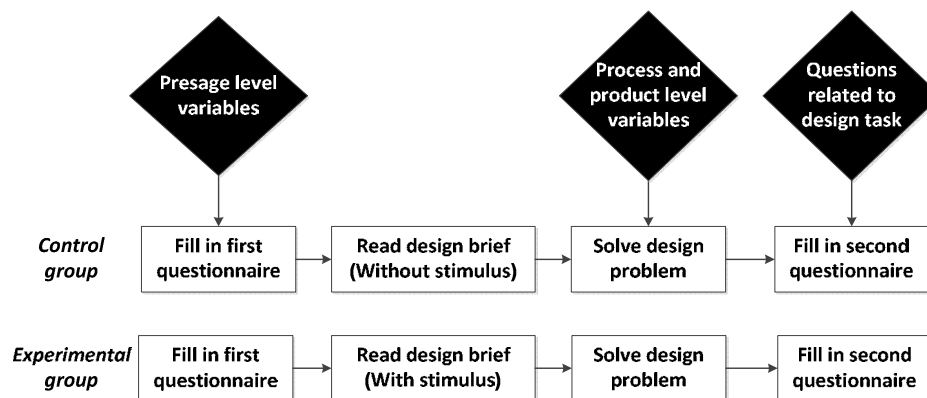 Presage level
variables
Process and
product level
variables
Questions
related to
design task
Control
group
Fill in first
questionnaire
Read design brief
(Without stimulus)
Solve design
problem
Fill in second
questionnaire
Experimental
group
Fill in first
questionnaire
Read design brief
(With stimulus)
Solve design
problem
Fill in second
questionnaire